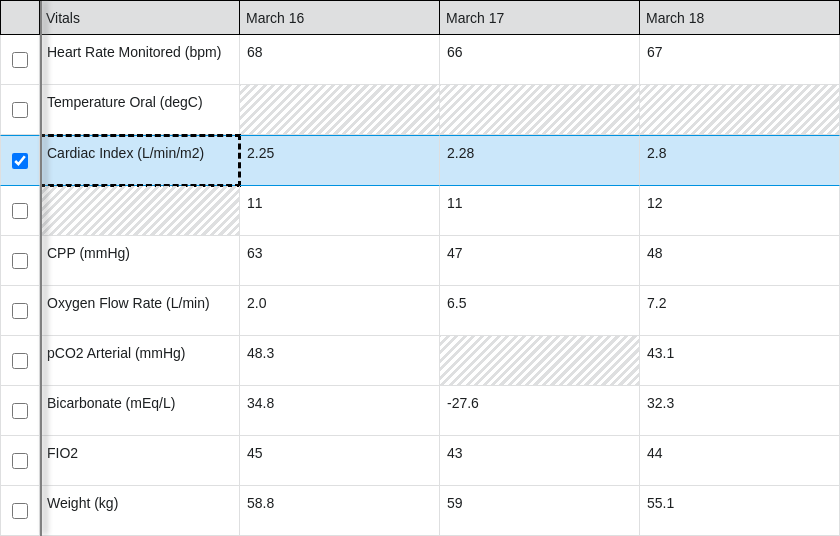 Vitals March 16 March 17 March 18
Heart Rate Monitored (bpm) 68 66 67
Temperature Oral (degC)
Cardiac Index (L/min/m2) 2.25 2.28 2.8
11 11 12
CPP (mmHg) 63 47 48
Oxygen Flow Rate (L/min) 2.0 6.5 7.2
pCO2 Arterial (mmHg) 48.3 43.1
Bicarbonate (mEq/L) 34.8 -27.6 32.3
FIO2 45 43 44
Weight (kg) 58.8 59 55.1